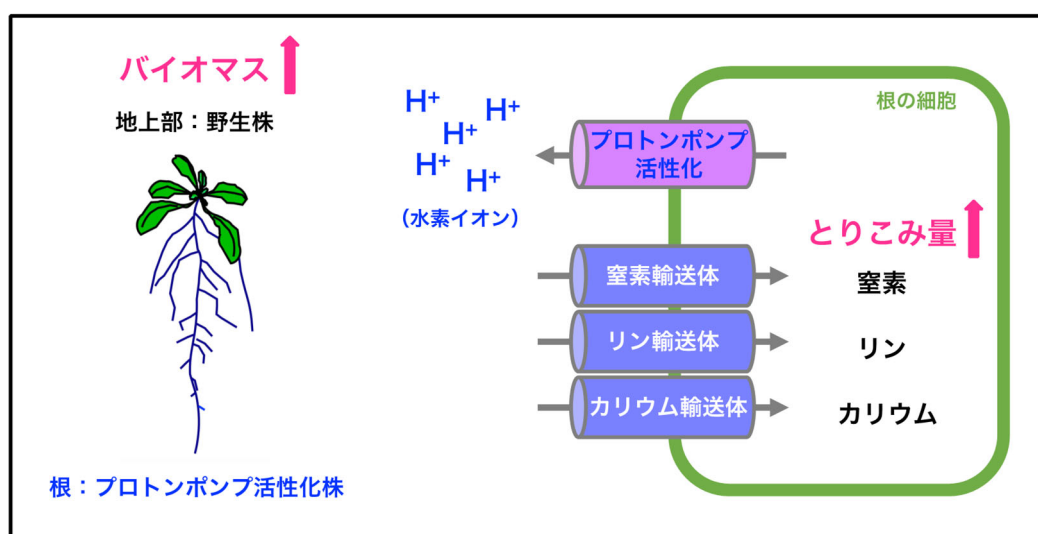 バイオマス
地上部：野生株
根：プロトンポンプ活性化株
H⁺
H⁺
H⁺
H⁺
H⁺
（水素イオン）
根の細胞
プロトンポンプ
活性化
とりこみ量
窒素輸送体
窒素
リン輸送体
リン
カリウム輸送体
カリウム